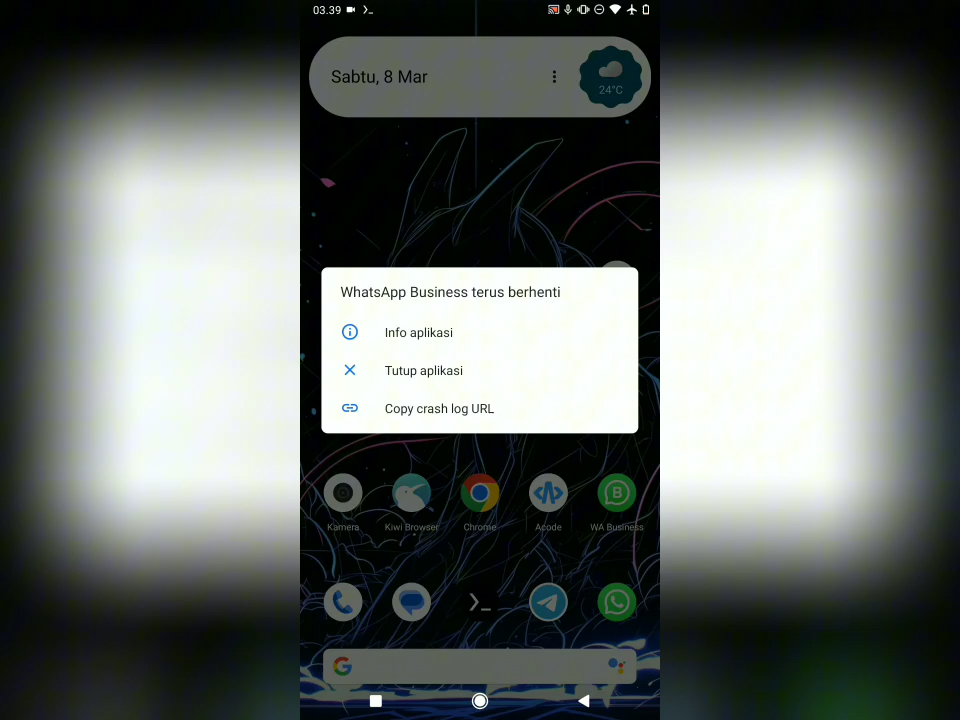 03.39
Sabtu, 8 Mar
24°C
WhatsApp Business terus berhenti
Info aplikasi
Tutup aplikasi
Copy crash log URL
Kamera
Kiwi Browser
Chrome
Acode
WA Business